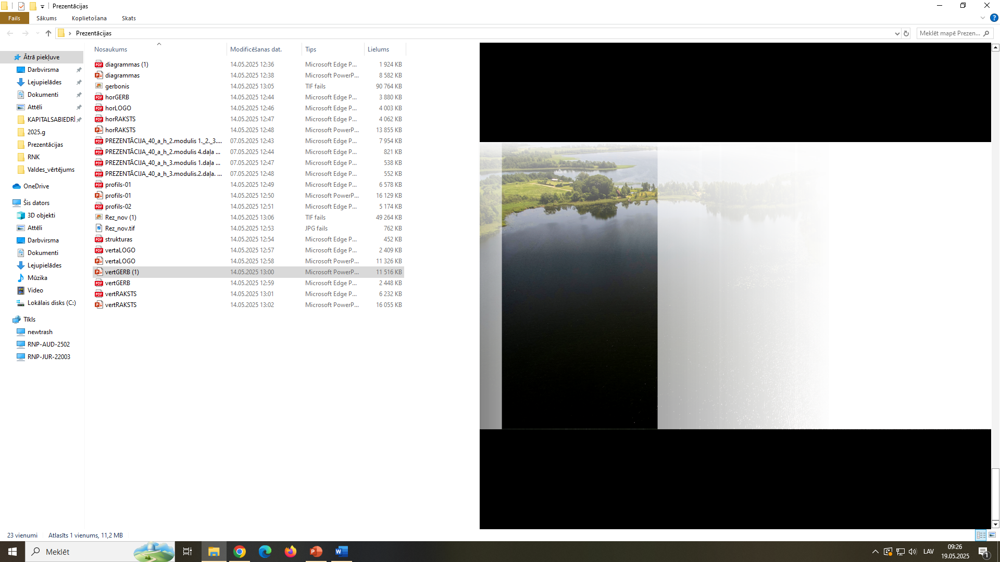 Prezentācijas
Fails Sākums Koplietošana Skats
Prezentācijas
Meklēt mapē Prezen...
Nosaukums Modificēšanas dat. Tips Lielums
Ātrā piekļuve
Darbvirsma
Lejupielādes
Dokumenti
Attēli
KAPITALSABIEDRĪ
2025.g
Prezentācijas
RNK
Valdes_vērtējums
OneDrive
Šis dators
3D objekti
Attēli
Darbvirsma
Dokumenti
Lejupielādes
Mūzika
Video
Lokālais disks (C:)
Tīkls
newtrash
RNP-AUD-2502
RNP-JUR-22003
diagrammas (1) 14.05.2025 12:36 Microsoft Edge P... 1 924 KB
diagrammas 14.05.2025 12:38 Microsoft PowerP... 8 582 KB
gerbonis 14.05.2025 13:05 TIF fails 90 764 KB
horGERB 14.05.2025 12:44 Microsoft Edge P... 3 880 KB
horLOGO 14.05.2025 12:46 Microsoft Edge P... 4 003 KB
horRAKSTS 14.05.2025 12:47 Microsoft Edge P... 4 062 KB
horRAKSTS 14.05.2025 12:48 Microsoft PowerP... 13 855 KB
PREZENTĀCIJA_40_a_h_2.modulis 1._2._3.... 07.05.2025 12:43 Microsoft Edge P... 7 954 KB
PREZENTĀCIJA_40_a_h_2.modulis 4.daļa ... 07.05.2025 12:44 Microsoft Edge P... 821 KB
PREZENTĀCIJA_40_a_h_3.modulis 1.daļa ... 07.05.2025 12:47 Microsoft Edge P... 538 KB
PREZENTĀCIJA_40_a_h_3.modulis.2.daļa. ... 07.05.2025 12:48 Microsoft Edge P... 552 KB
profils-01 14.05.2025 12:49 Microsoft Edge P... 6 578 KB
profils-01 14.05.2025 12:50 Microsoft PowerP... 16 129 KB
profils-02 14.05.2025 12:51 Microsoft Edge P... 5 174 KB
Rez_nov (1) 14.05.2025 13:06 TIF fails 49 264 KB
Rez_nov.tif 14.05.2025 12:53 JPG fails 762 KB
strukturas 14.05.2025 12:54 Microsoft Edge P... 452 KB
vertaLOGO 14.05.2025 12:57 Microsoft Edge P... 2 409 KB
vertaLOGO 14.05.2025 12:58 Microsoft PowerP... 11 326 KB
vertGERB (1) 14.05.2025 13:00 Microsoft PowerP... 11 516 KB
vertGERB 14.05.2025 12:59 Microsoft Edge P... 2 448 KB
vertRAKSTS 14.05.2025 13:01 Microsoft Edge P... 6 232 KB
vertRAKSTS 14.05.2025 13:02 Microsoft PowerP... 16 055 KB
23 vienumi Atlasīts 1 vienums, 11,2 MB
Meklēt
LAV
09:26
19.05.2025
1